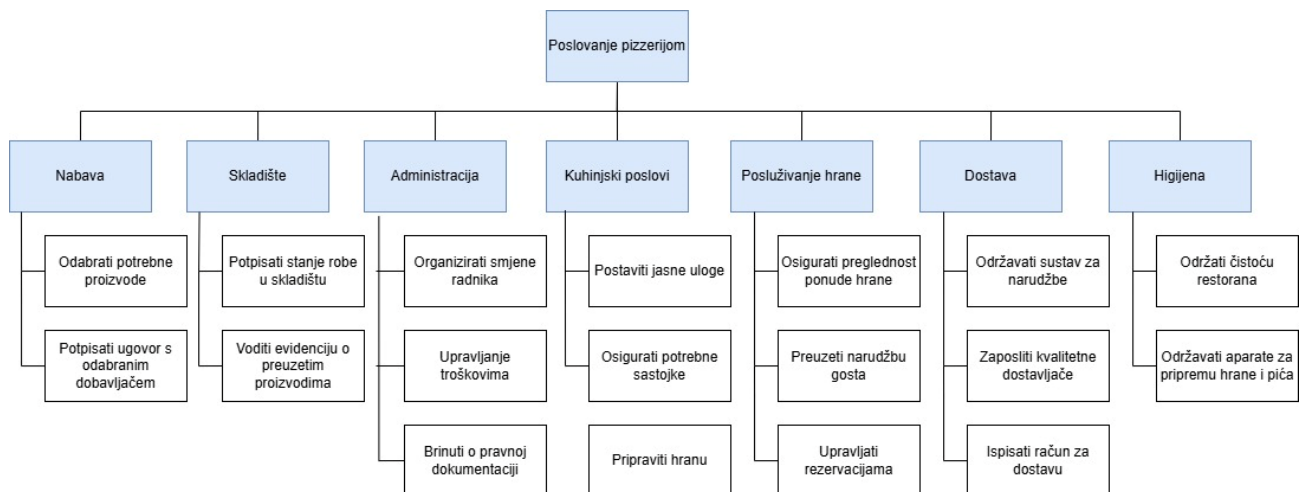 Poslovanje pizzerijom
Nabava
Skladište
Administracija
Kuhinjski poslovi
Posluživanje hrane
Dostava
Higijena
Odabrati potrebne
proizvode
Potpisati stanje robe
u skladištu
Organizirati smjene
radnika
Postaviti jasne uloge
Osigurati preglednost
ponude hrane
Održavati sustav za
narudžbe
Održati čistoću
restorana
Potpisati ugovor s
odabranim
dobavljačem
Voditi evidenciju o
preuzetim
proizvodima
Upravljanje
troškovima
Osigurati potrebne
sastojke
Preuzeti narudžbu
gosta
Zaposliti kvalitetne
dostavljače
Održavati aparate za
pripremu hrane i pića
Brinuti o pravnoj
dokumentaciji
Pripraviti hranu
Upravljati
rezervacijama
Ispisati račun za
dostavu